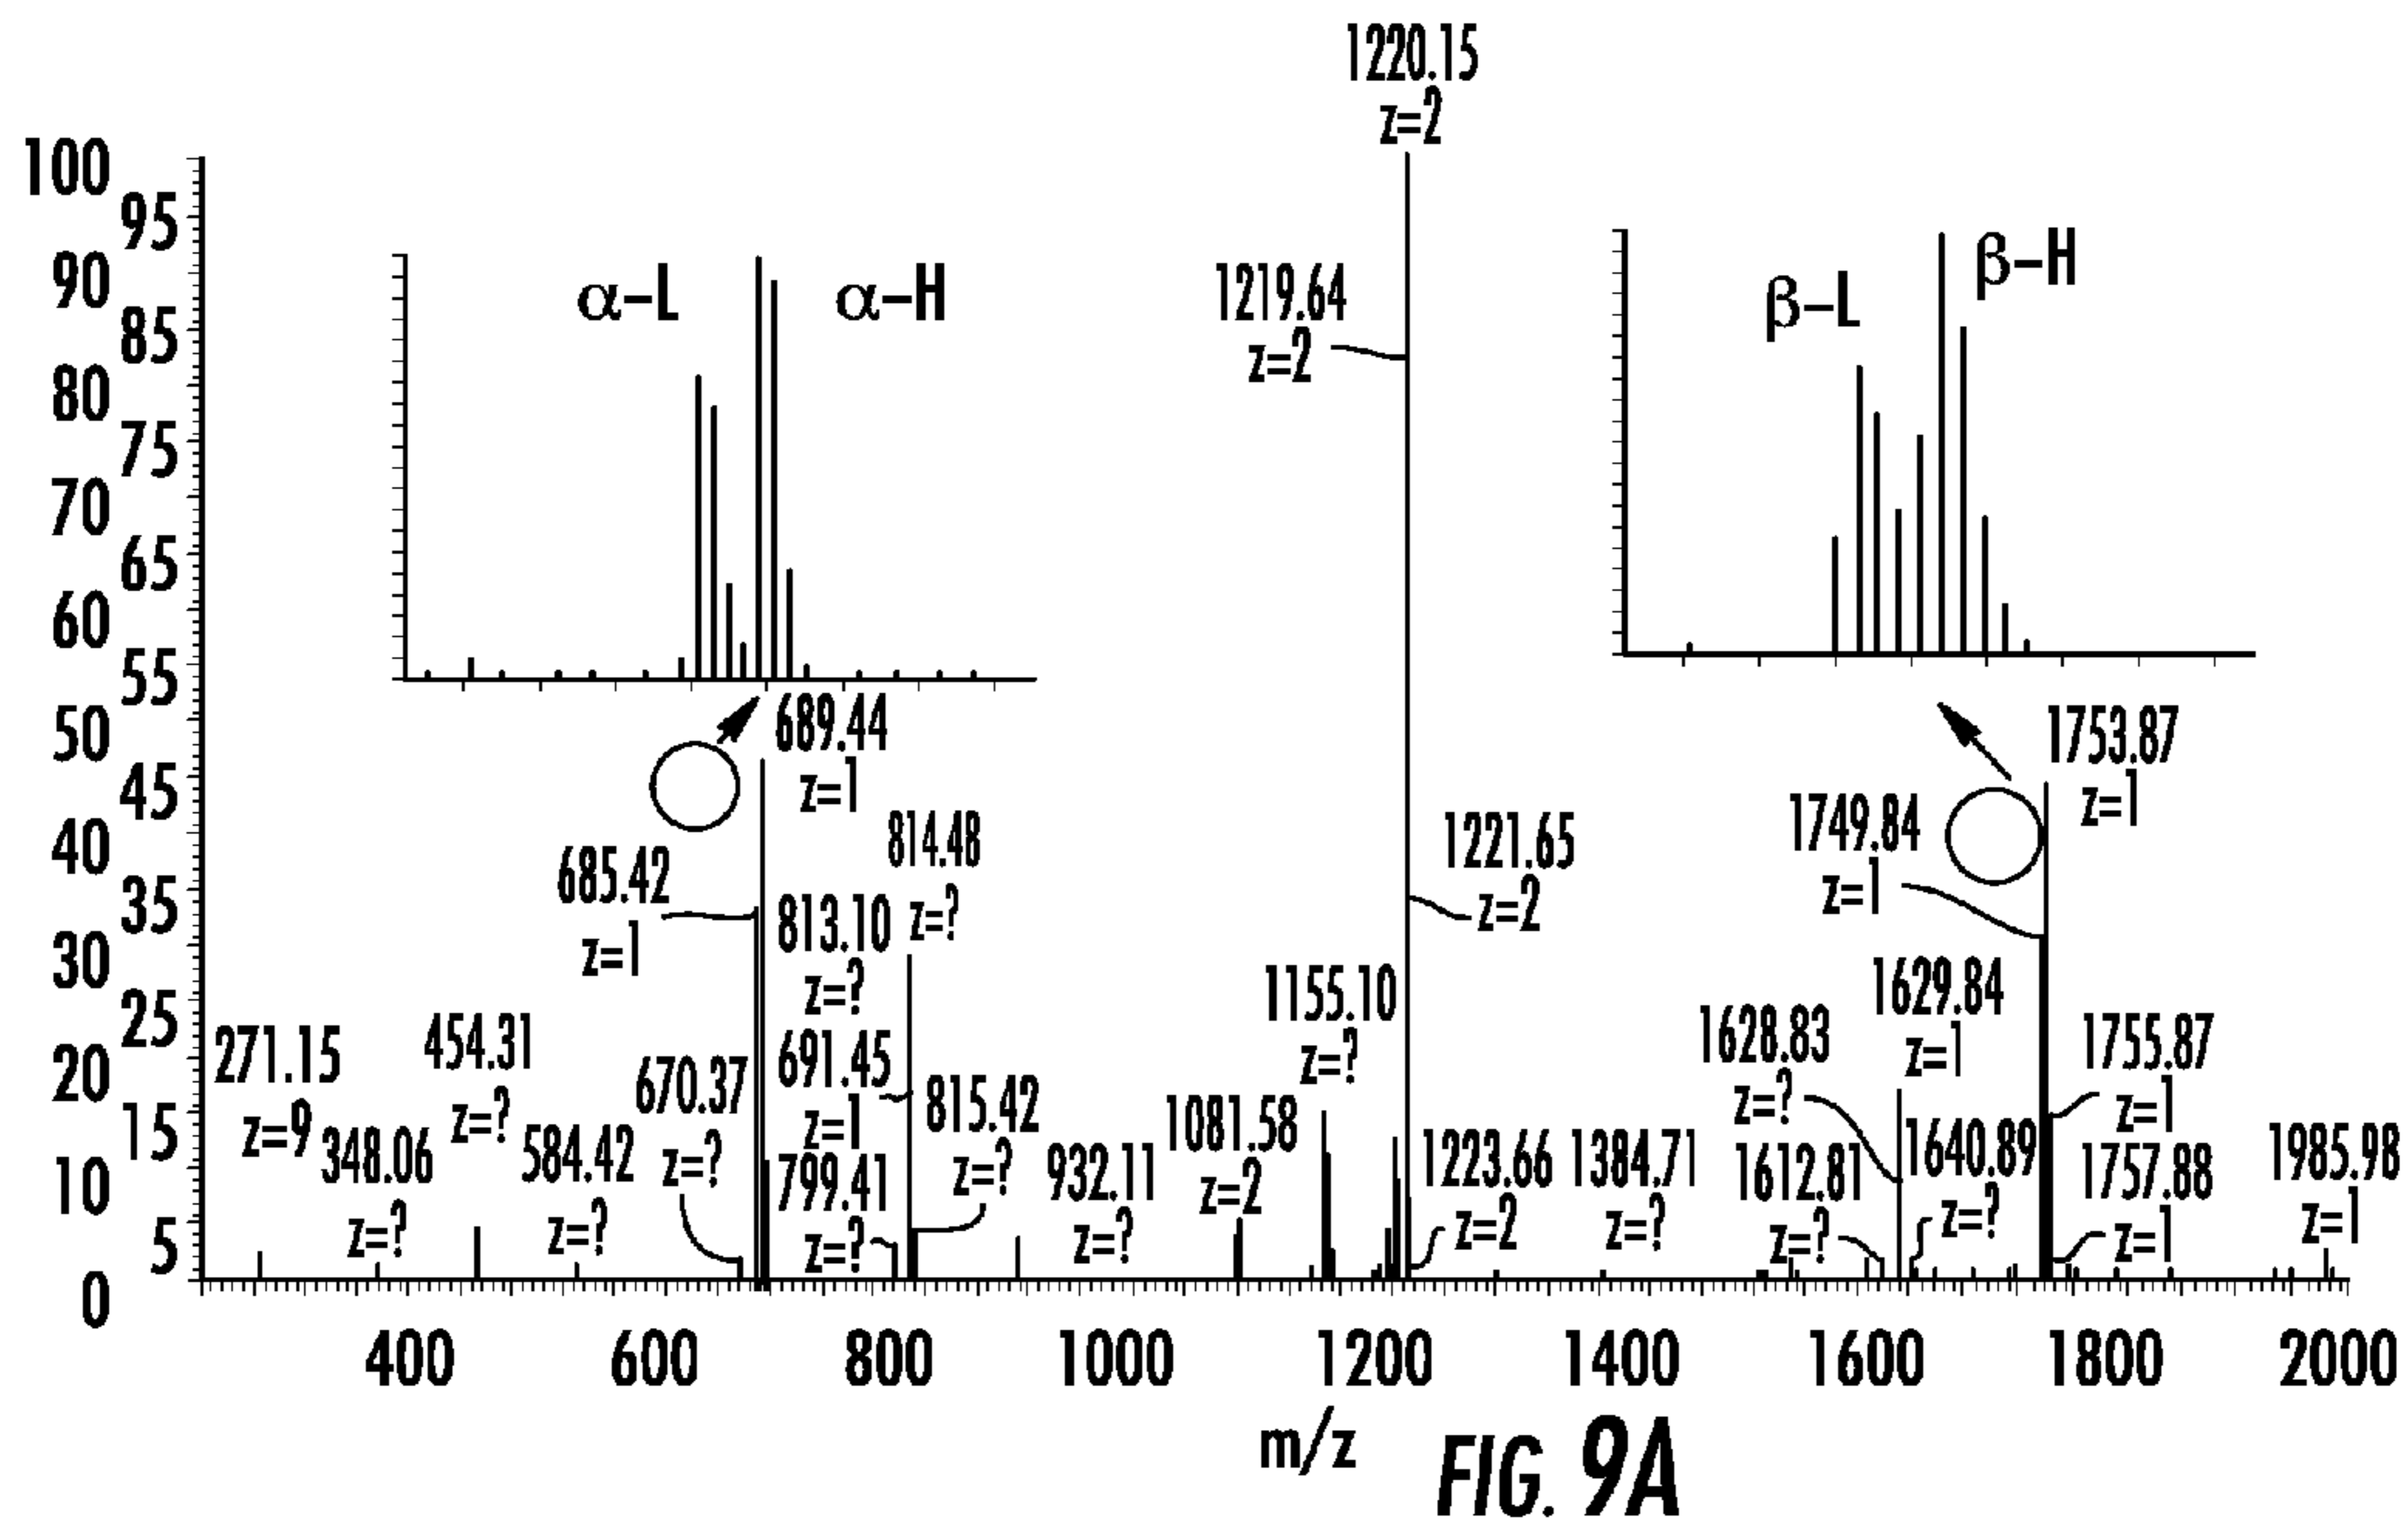 1220.15
z=2
1219.64
z=2
100
95
90
85
80
75
70
65
60
55
50
45
40
35
30
25
20
15
10
5
0
α–L
α–H
β–L
β–H
689.44
z=1
685.42
z=1
814.48
z=?
813.10
z=?
691.45
z=1
799.41
z=?
815.42
z=?
670.37
z=?
271.15
z=9
348.06
z=?
454.31
z=?
584.42
z=?
932.11
z=?
1081.58
z=2
1155.10
z=?
1221.65
z=2
1223.66
z=2
1384.71
z=?
1612.81
z=?
1628.83
z=?
1629.84
z=1
1640.89
z=?
1749.84
z=1
1753.87
z=1
1755.87
z=1
1757.88
z=1
1985.98
z=1
400 600 800 1000 1200 1400 1600 1800 2000
m/z
FIG. 9A